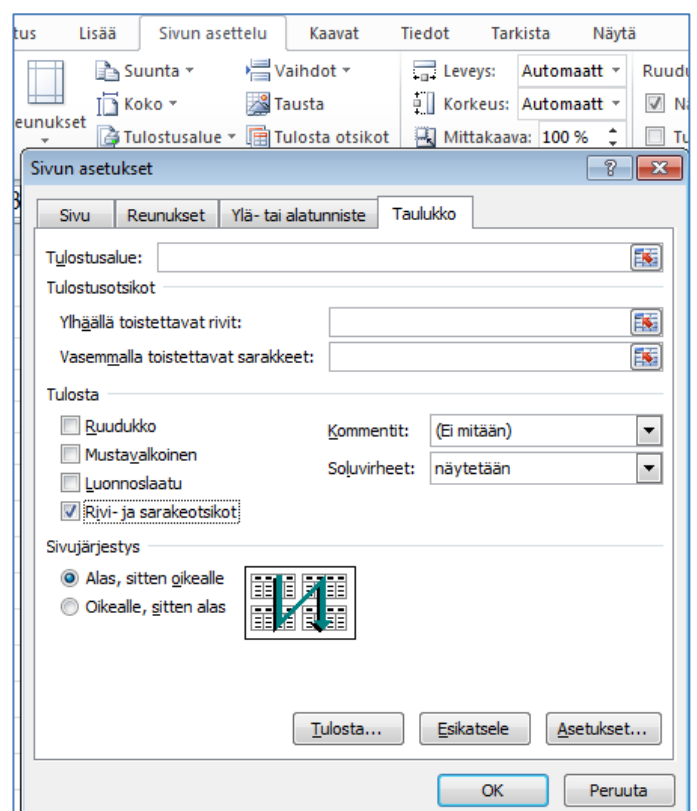 tus Lisää Sivun asettelu Kaavat Tiedot Tarkista Näytä
Suunta Vaihdot Leveys: Automaatt Ruudu
Koko Tausta Korkeus: Automaatt
eunukset
Tulostusalue Tulosta otsikot Mittakaava: 100 %
Sivun asetukset
Sivu Reunukset Ylä- tai alatunniste Taulukko
Tulostusalue:
Tulostusotsikot
Ylhäällä toistettavat rivit:
Vasemmalla toistettavat sarakkeet:
Tulosta
Ruudukko Kommentit: (Ei mitään)
Mustavalkoinen Soluvirheet: näytetään
Luonnoslaatu
Rivi- ja sarakeotsikot
Sivujärjestys
Alas, sitten oikealle
Oikealle, sitten alas
Tulosta... Esikatsele Asetukset...
OK Peruuta